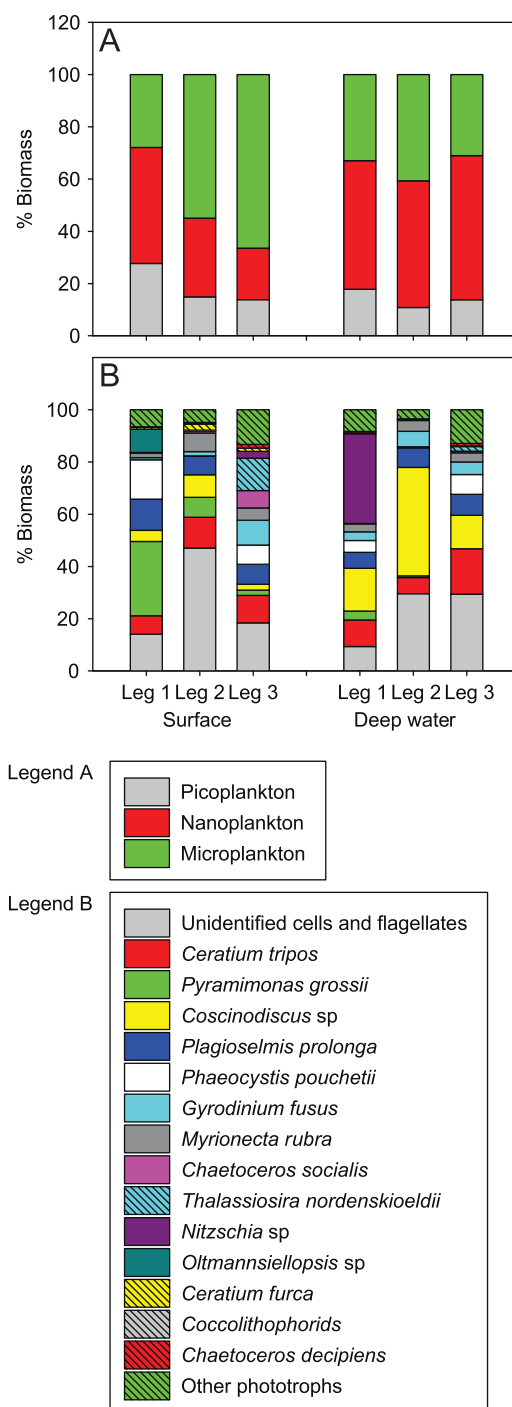 A
120
100
80
60
40
20
0
% Biomass
B
100
80
60
40
20
0
% Biomass
Leg 1 Leg 2 Leg 3 Leg 1 Leg 2 Leg 3
Surface Deep water
Legend A
Picoplankton
Nanoplankton
Microplankton
Legend B
Unidentified cells and flagellates
Ceratium tripos
Pyramimonas grossii
Coscinodiscus sp
Plagioselmis prolonga
Phaeocystis pouchetii
Gyrodinium fusus
Myrionecta rubra
Chaetoceros socialis
Thalassiosira nordenskioeldii
Nitzschia sp
Oltmannsiellopsis sp
Ceratium furca
Coccolithophorids
Chaetoceros decipiens
Other phototrophs